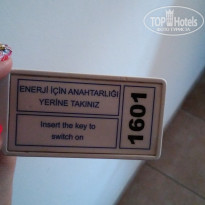 TOP HOTELS
ENERJİ İÇİN ANAHTARLIĞI
YERİNE TAKINIZ
Insert the key to
switch on
1601